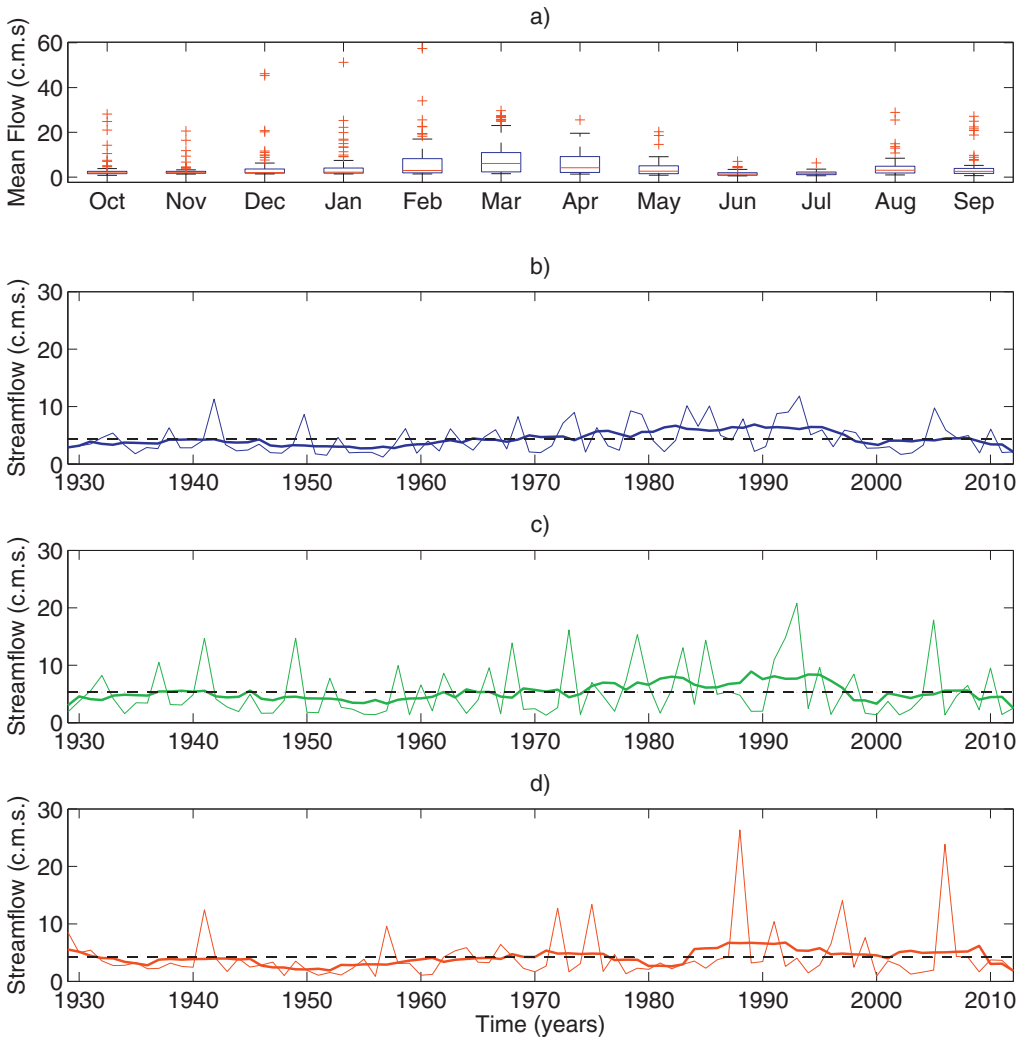 a)
Mean Flow (c.m.s)
60
40
20
0
Oct Nov Dec Jan Feb Mar Apr May Jun Jul Aug Sep
b)
Streamflow (c.m.s.)
30
20
10
0
1930 1940 1950 1960 1970 1980 1990 2000 2010
c)
Streamflow (c.m.s.)
30
20
10
0
1930 1940 1950 1960 1970 1980 1990 2000 2010
d)
Streamflow (c.m.s.)
30
20
10
0
1930 1940 1950 1960 1970 1980 1990 2000 2010
Time (years)